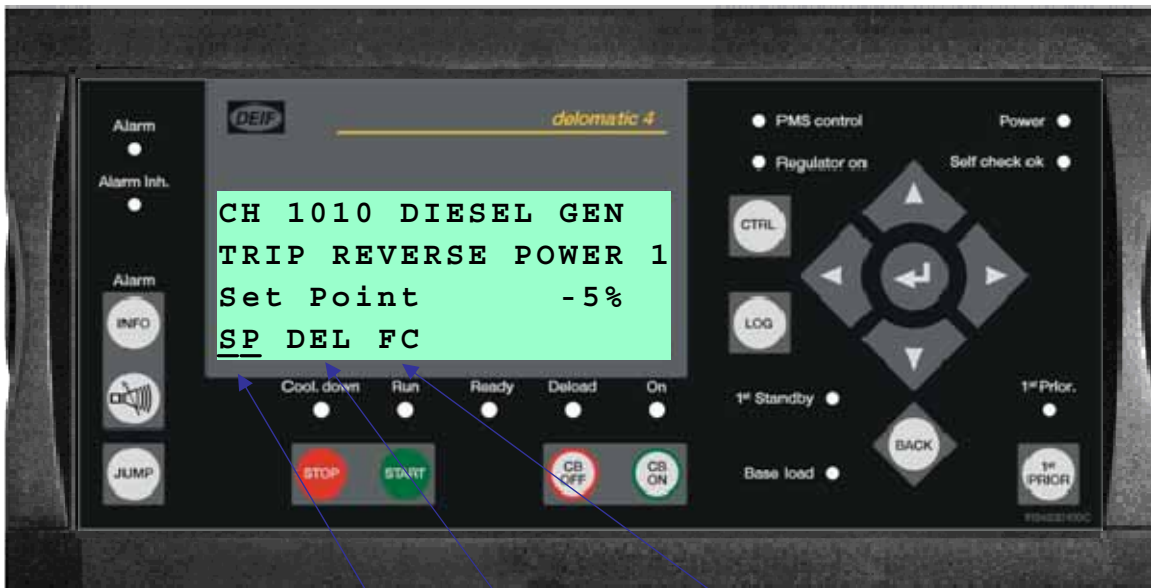 DEIF
delomatic 4
Alarm
Alarm Inh.
PMS control
Power
Regulator on
Self check ok
CH 1010 DIESEL GEN
TRIP REVERSE POWER 1
Set Point -5%
SP DEL FC
CTRL
Alarm
INFO
LOG
Cool. down
Run
Ready
Deload
On
1st Standby
1st Prior.
JUMP
STOP
START
CB OFF
CB ON
BACK
Base load
1st PRIOR